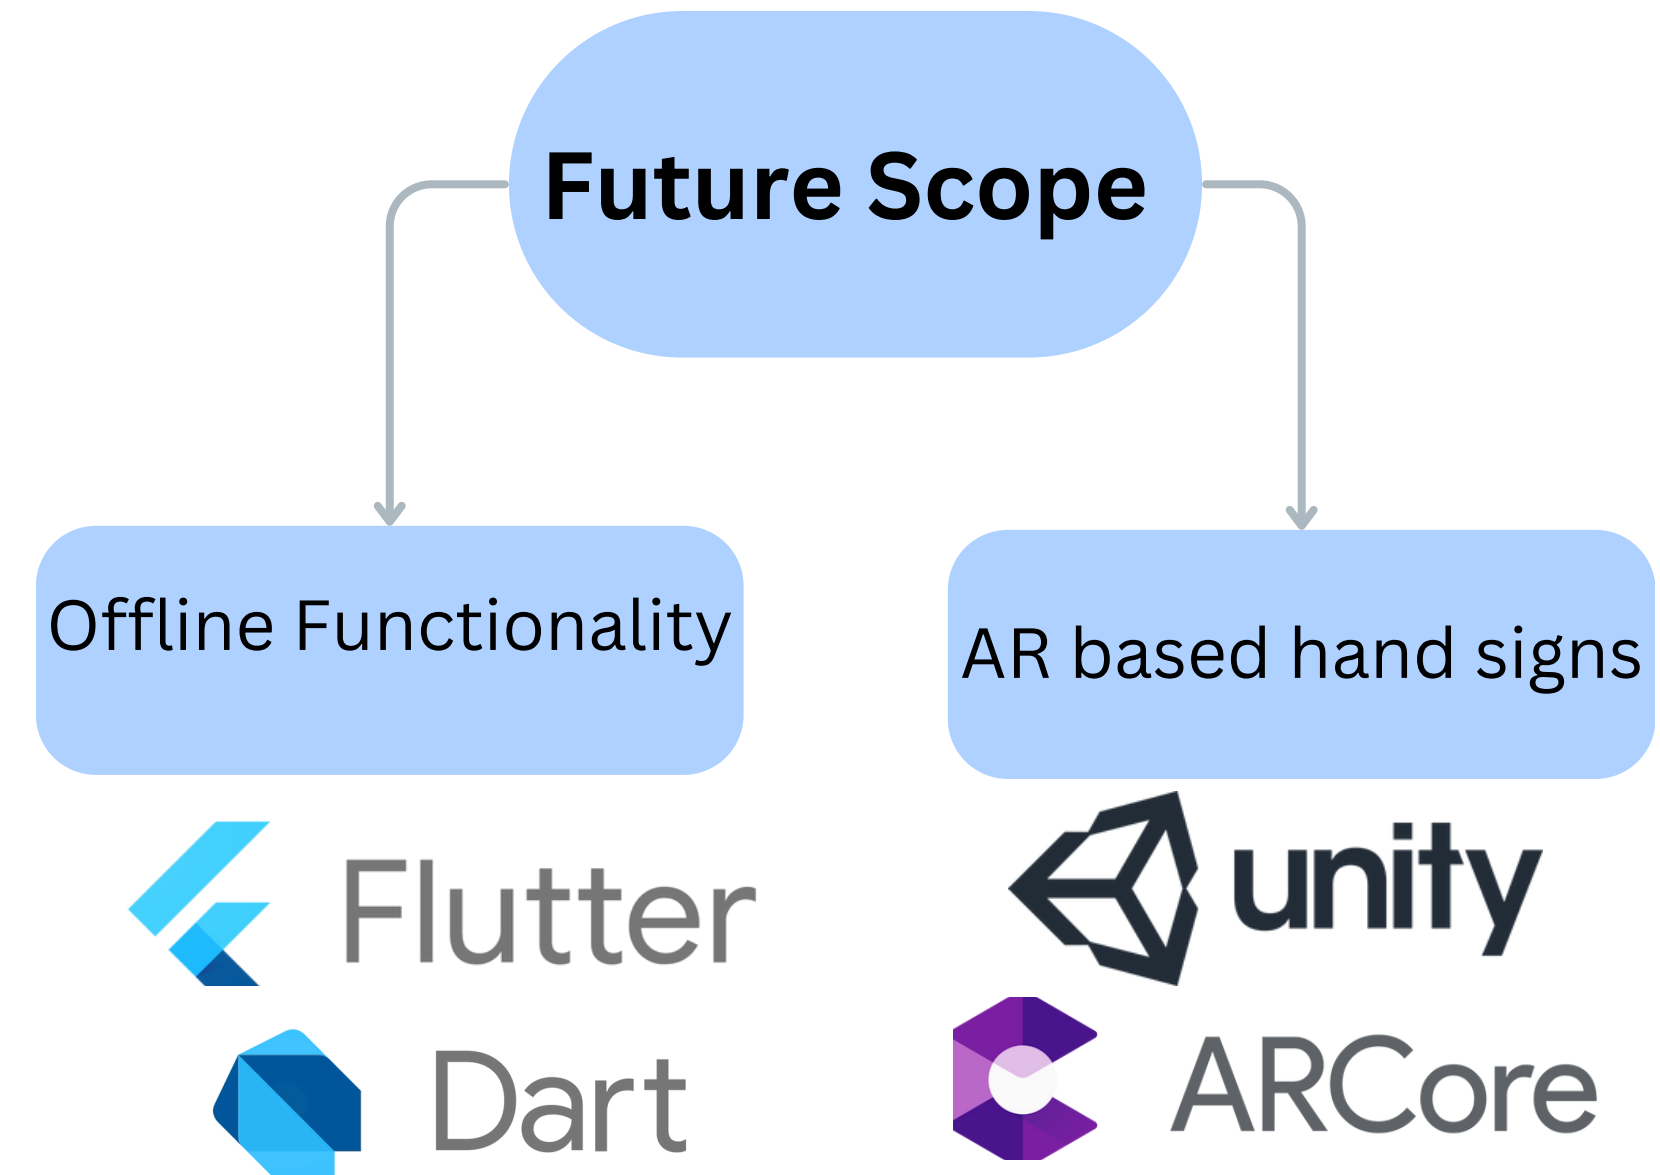 Future Scope
Offline Functionality
AR based hand signs
Flutter
unity
Dart
ARCore